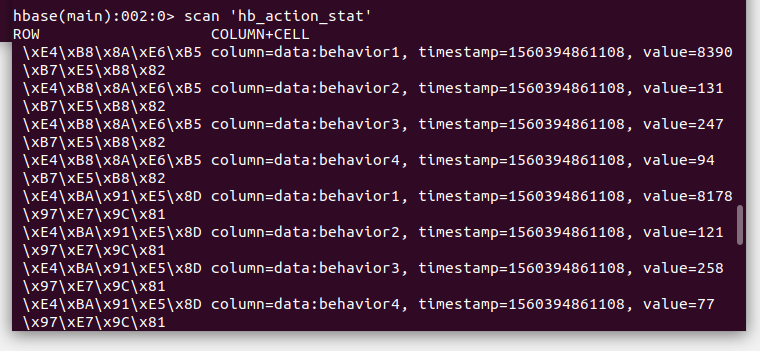 hbase(main):002:0> scan 'hb_action_stat'
ROW COLUMN+CELL
\xE4\xB8\x8A\xE6\xB5 column=data:behavior1, timestamp=1560394861108, value=8390
\xB7\xE5\xB8\x82
\xE4\xB8\x8A\xE6\xB5 column=data:behavior2, timestamp=1560394861108, value=131
\xB7\xE5\xB8\x82
\xE4\xB8\x8A\xE6\xB5 column=data:behavior3, timestamp=1560394861108, value=247
\xB7\xE5\xB8\x82
\xE4\xB8\x8A\xE6\xB5 column=data:behavior4, timestamp=1560394861108, value=94
\xB7\xE5\xB8\x82
\xE4\xBA\x91\xE5\x8D column=data:behavior1, timestamp=1560394861108, value=8178
\x97\xE7\x9C\x81
\xE4\xBA\x91\xE5\x8D column=data:behavior2, timestamp=1560394861108, value=121
\x97\xE7\x9C\x81
\xE4\xBA\x91\xE5\x8D column=data:behavior3, timestamp=1560394861108, value=258
\x97\xE7\x9C\x81
\xE4\xBA\x91\xE5\x8D column=data:behavior4, timestamp=1560394861108, value=77
\x97\xE7\x9C\x81